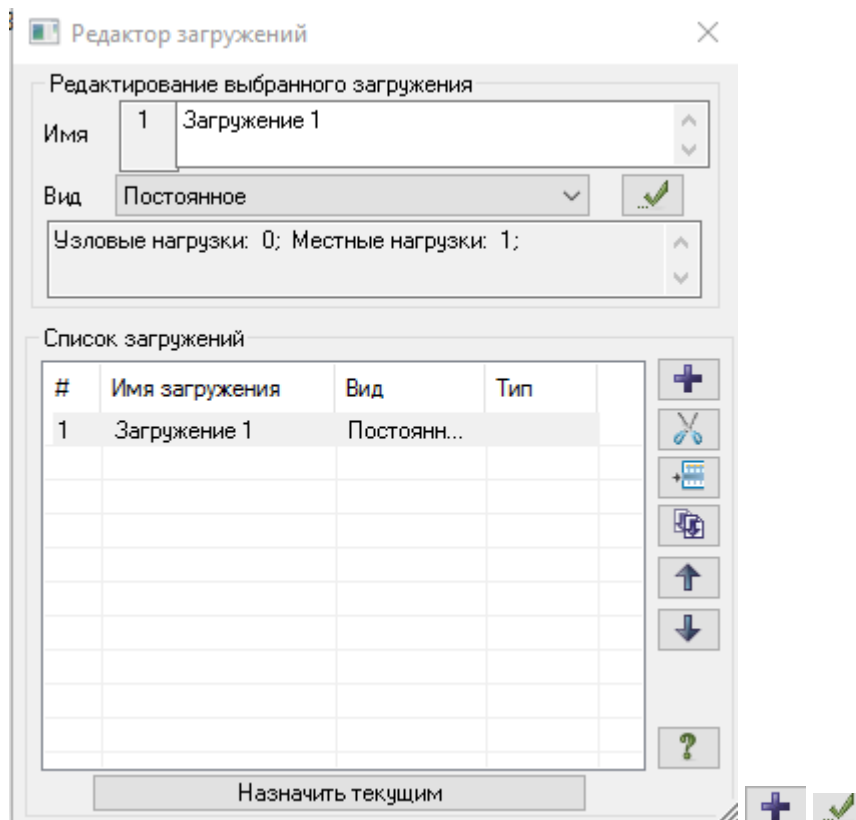 Редактор загружений
Редактирование выбранного загружения
Имя 1 Загружение 1
Вид Постоянное
Узловые нагрузки: 0; Местные нагрузки: 1;
Список загружений
# Имя загружения Вид Тип
1 Загружение 1 Постоянн...
?
Назначить текущим